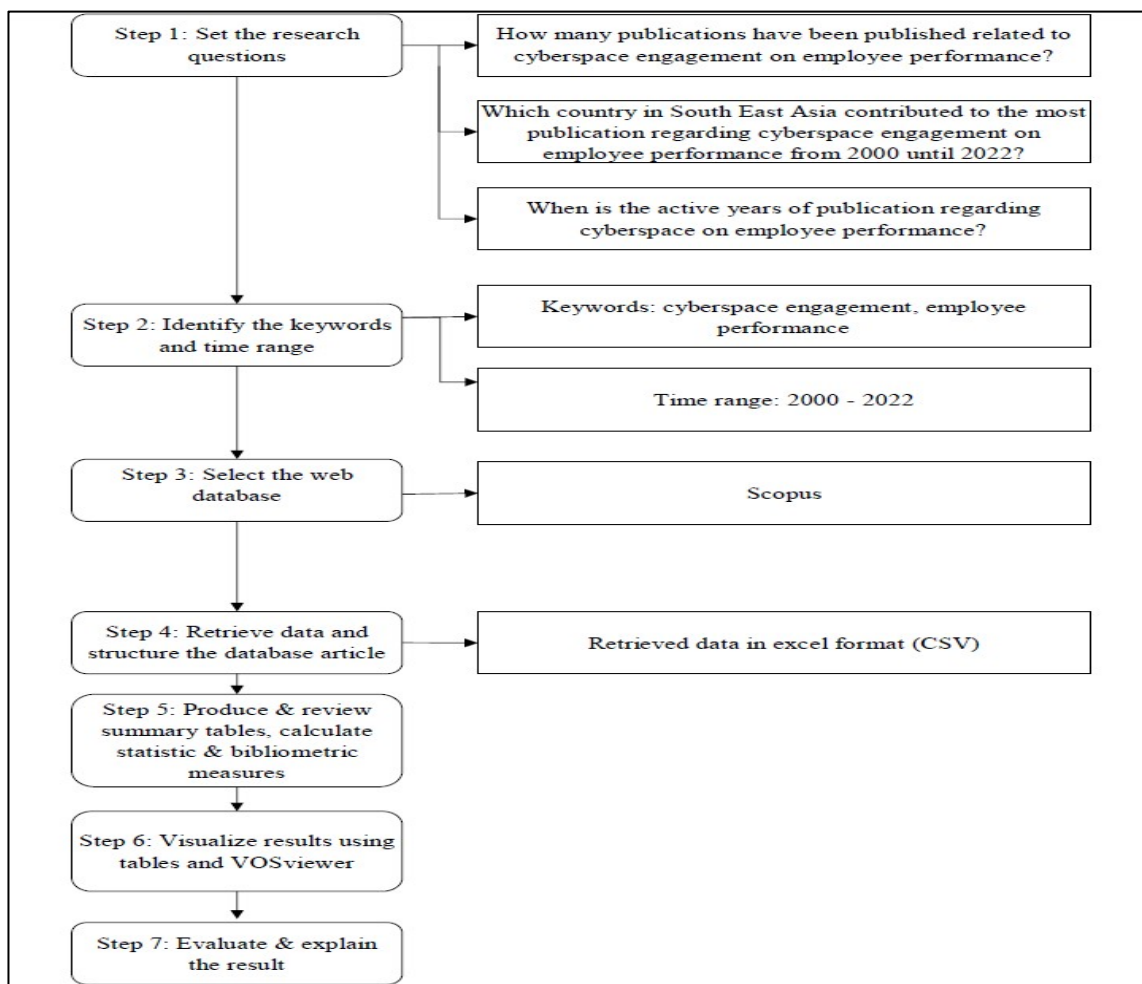 Step 1: Set the research
questions
How many publications have been published related to
cyberspace engagement on employee performance?
Which country in South East Asia contributed to the most
publication regarding cyberspace engagement on
employee performance from 2000 until 2022?
When is the active years of publication regarding
cyberspace on employee performance?
Step 2: Identify the keywords
and time range
Keywords: cyberspace engagement, employee
performance
Time range: 2000 - 2022
Step 3: Select the web
database
Scopus
Step 4: Retrieve data and
structure the database article
Retrieved data in excel format (CSV)
Step 5: Produce & review
summary tables, calculate
statistic & bibliometric
measures
Step 6: Visualize results using
tables and VOSviewer
Step 7: Evaluate & explain
the result